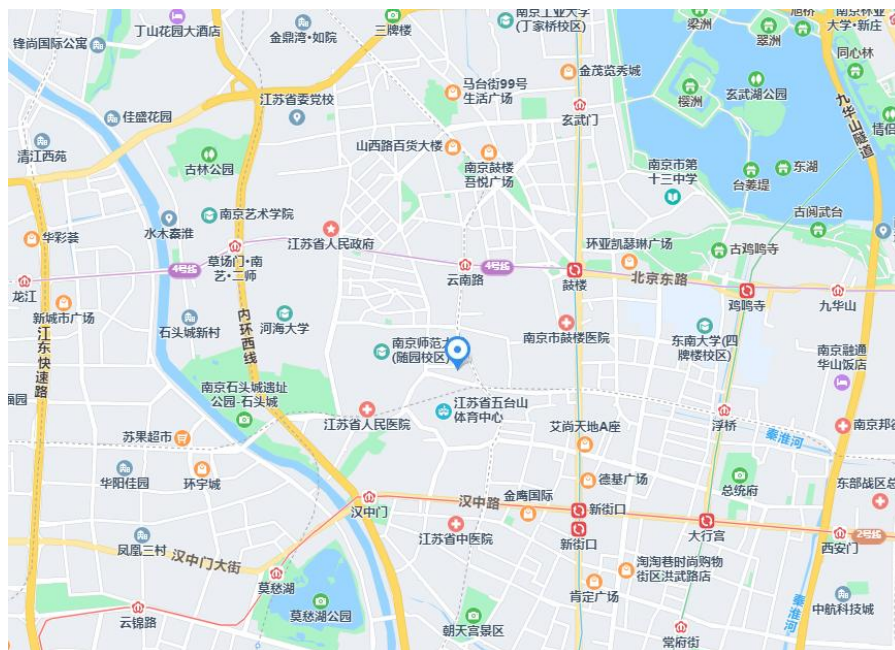 丁山花园大酒店
三牌楼
南京工业大学
(丁家桥校区)
梁洲
旭桥
翠洲
南京林业
大学·新庄
锋尚国际公寓
金鼎湾·如院
同心林
金茂览秀城
马台街99号
生活广场
江苏省委党校
佳盛花园
玄武门
樱洲
玄武湖公园
九华山隧道
清江西苑
古林公园
山西路百货大楼
南京鼓楼
吾悦广场
南京市第
十三中学
台菱堤
东湖
南京艺术学院
水木秦淮
华彩荟
江苏省人民政府
古阅武台
环亚凯瑟琳广场
古鸡鸣寺
草场门·南
艺·二师
4号线
云南路
4号线
鼓楼
北京东路
龙江
鸡鸣寺
九华山
新城市广场
石头城新村
河海大学
内环西线
江东快速路
南京市鼓楼医院
东南大学(四
牌楼校区)
南京师范大
(随园校区)
南京融通
华山饭店
南京石头城遗址
公园-石头城
江苏省人民医院
江苏省五台山
体育中心
苏果超市
艾尚天地A座
浮桥
秦淮河
华阳佳园
环宇城
德基广场
总统府
东部战区总
汉中门
汉中路
金鹰国际
新街口
新街口
大行宫
西安门
2号线
凤凰三村
汉中门大街
江苏省中医院
莫愁湖
淘淘巷时尚购物
街区洪武路店
肯定广场
莫愁湖公园
云锦路
朝天宫景区
常府街
秦淮河
中航科技城